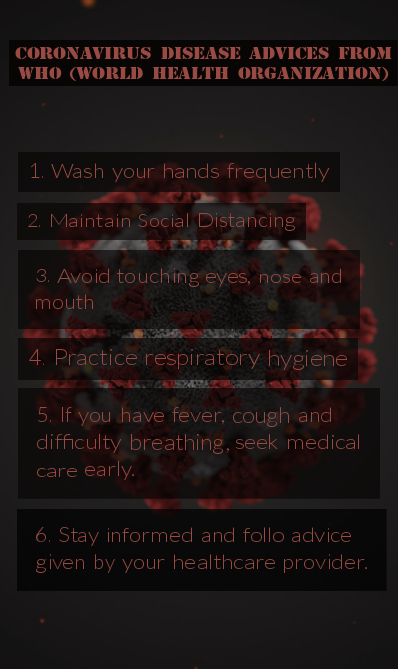 CORONAVIRUS DISEASE ADVICES FROM
WHO (WORLD HEALTH ORGANIZATION)
1. Wash your hands frequently
2. Maintain Social Distancing
3. Avoid touching eyes, nose and
mouth
4. Practice respiratory hygiene
5. If you have fever, cough and
difficulty breathing, seek medical
care early.
6. Stay informed and follo advice
given by your healthcare provider.